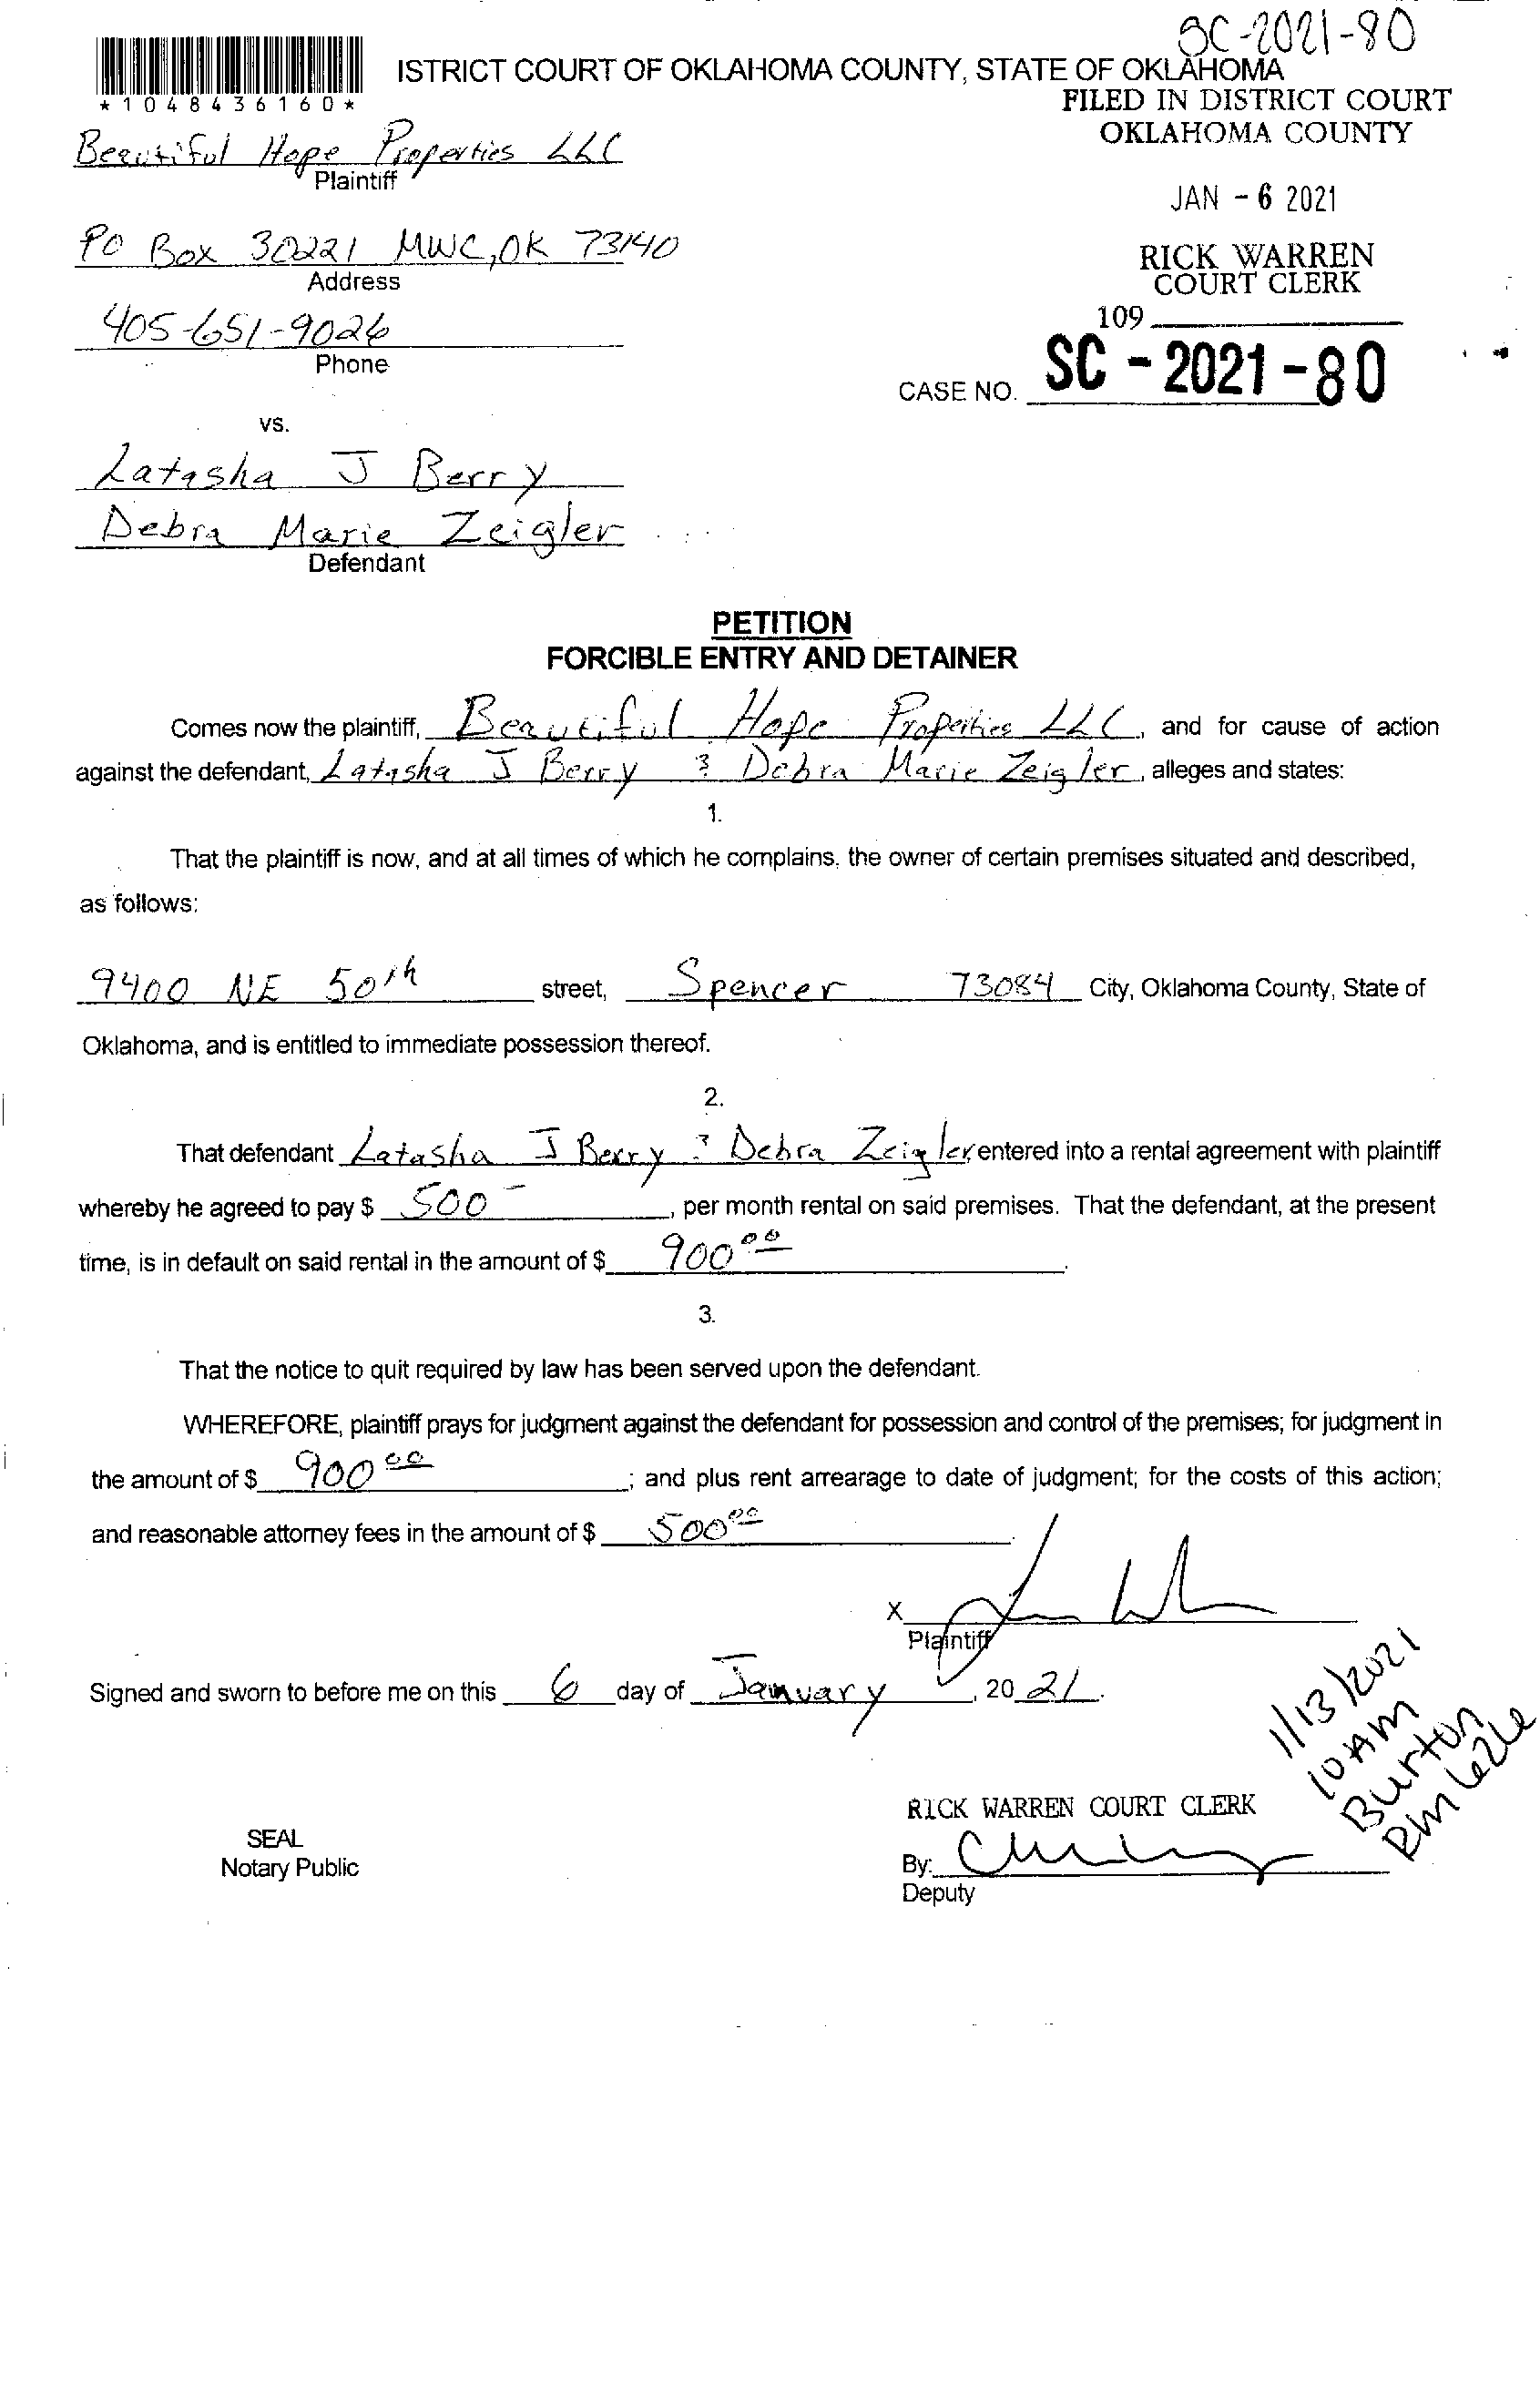 SC-2021-80
ISTRICT COURT OF OKLAHOMA COUNTY, STATE OF OKLAHOMA
*1048436160*
FILED IN DISTRICT COURT
OKLAHOMA COUNTY
Beautiful Hope Properties LLC
Plaintiff
JAN - 6 2021
PO Box 30221 MWC, OK 73140
Address
RICK WARREN
COURT CLERK
405-651-9026
Phone
109
CASE NO. SC - 2021 - 80
vs.
Latasha J Berry
Debra Marie Zeigler
Defendant
PETITION
FORCIBLE ENTRY AND DETAINER
Comes now the plaintiff, Beautiful Hope Properties LLC, and for cause of action
against the defendant, Latasha J Berry & Debra Marie Zeigler, alleges and states:
1.
That the plaintiff is now, and at all times of which he complains, the owner of certain premises situated and described,
as follows:
9400 NE 50th street, Spencer 73084 City, Oklahoma County, State of
Oklahoma, and is entitled to immediate possession thereof.
2.
That defendant Latasha J Berry & Debra Zeigler, entered into a rental agreement with plaintiff
whereby he agreed to pay $ 500 -, per month rental on said premises. That the defendant, at the present
time, is in default on said rental in the amount of $ 900 00.
3.
That the notice to quit required by law has been served upon the defendant.
WHEREFORE, plaintiff prays for judgment against the defendant for possession and control of the premises; for judgment in
the amount of $ 900 00; and plus rent arrearage to date of judgment; for the costs of this action;
and reasonable attorney fees in the amount of $ 500 00.
X
Plaintiff
Signed and sworn to before me on this 6 day of January, 20 21.
1/13/2021
10 AM
Burton
RM 626
RICK WARREN COURT CLERK
SEAL
Notary Public
By:
Deputy